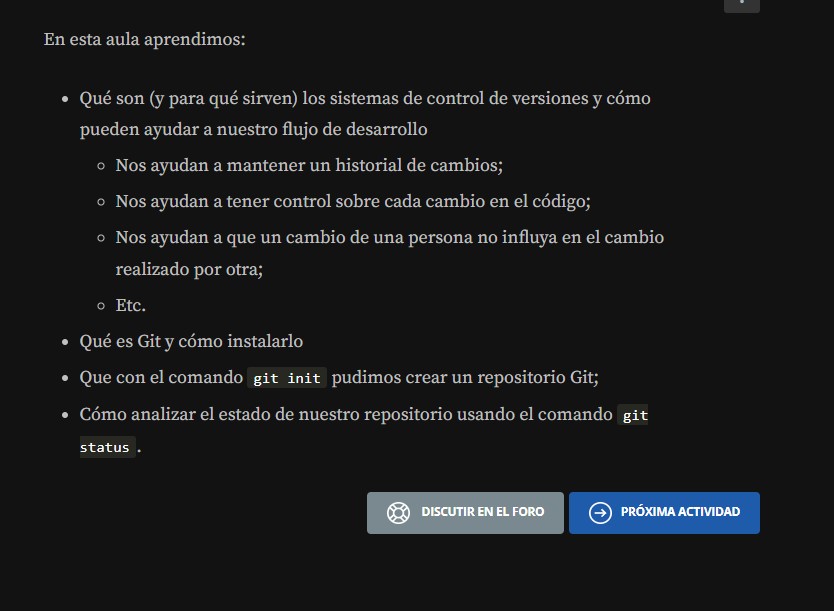 En esta aula aprendimos:
Qué son (y para qué sirven) los sistemas de control de versiones y cómo
pueden ayudar a nuestro flujo de desarrollo
Nos ayudan a mantener un historial de cambios;
Nos ayudan a tener control sobre cada cambio en el código;
Nos ayudan a que un cambio de una persona no influya en el cambio
realizado por otra;
Etc.
Qué es Git y cómo instalarlo
Que con el comando git init pudimos crear un repositorio Git;
Cómo analizar el estado de nuestro repositorio usando el comando git
status.
DISCUTIR EN EL FORO PRÓXIMA ACTIVIDAD